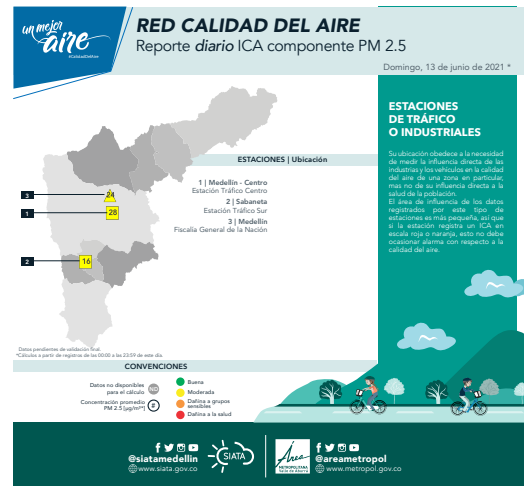 un mejor
aire
#CalidadDelAire
RED CALIDAD DEL AIRE
Reporte diario ICA componente PM 2.5
Domingo, 13 de junio de 2021 *
ESTACIONES | Ubicación
1 | Medellín - Centro
Estación Tráfico Centro
2 | Sabaneta
Estación Tráfico Sur
3 | Medellín
Fiscalía General de la Nación
3
24
1
28
2
16
ESTACIONES
DE TRÁFICO
O INDUSTRIALES
Su ubicación obedece a la necesidad
de medir la influencia directa de las
industrias y los vehículos en la calidad
del aire de una zona en particular,
mas no de su influencia directa a la
salud de la población.
El área de influencia de los datos
registrados por este tipo de
estaciones es más pequeña, así que
si la estación registra un ICA en
escala roja o naranja, esto no debe
ocasionar alarma con respecto a la
calidad del aire.
Datos pendientes de validación final.
*Cálculos a partir de registros de las 00:00 a las 23:59 de este día.
CONVENCIONES
Datos no disponibles
para el cálculo
ND
Concentración promedio
PM 2.5 [µg/m³*]
#
Buena
Moderada
Dañina a grupos
sensibles
Dañina a la salud
@siatamedellin
www.siata.gov.co
SIATA
Área
METROPOLITANA
Valle de Aburrá
@areametropol
www.metropol.gov.co